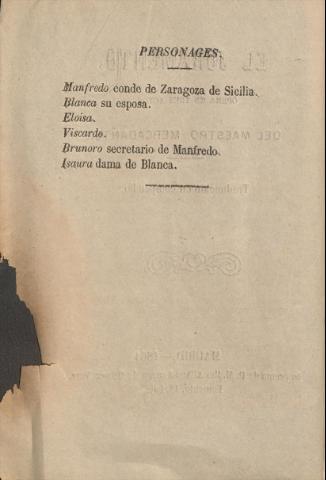 PERSONAGES.
Manfredo conde de Zaragoza de Sicilia.
Blanca su esposa.
Eloisa.
Viscardo.
Brunoro secretario de Manfredo.
Isaura dama de Blanca.